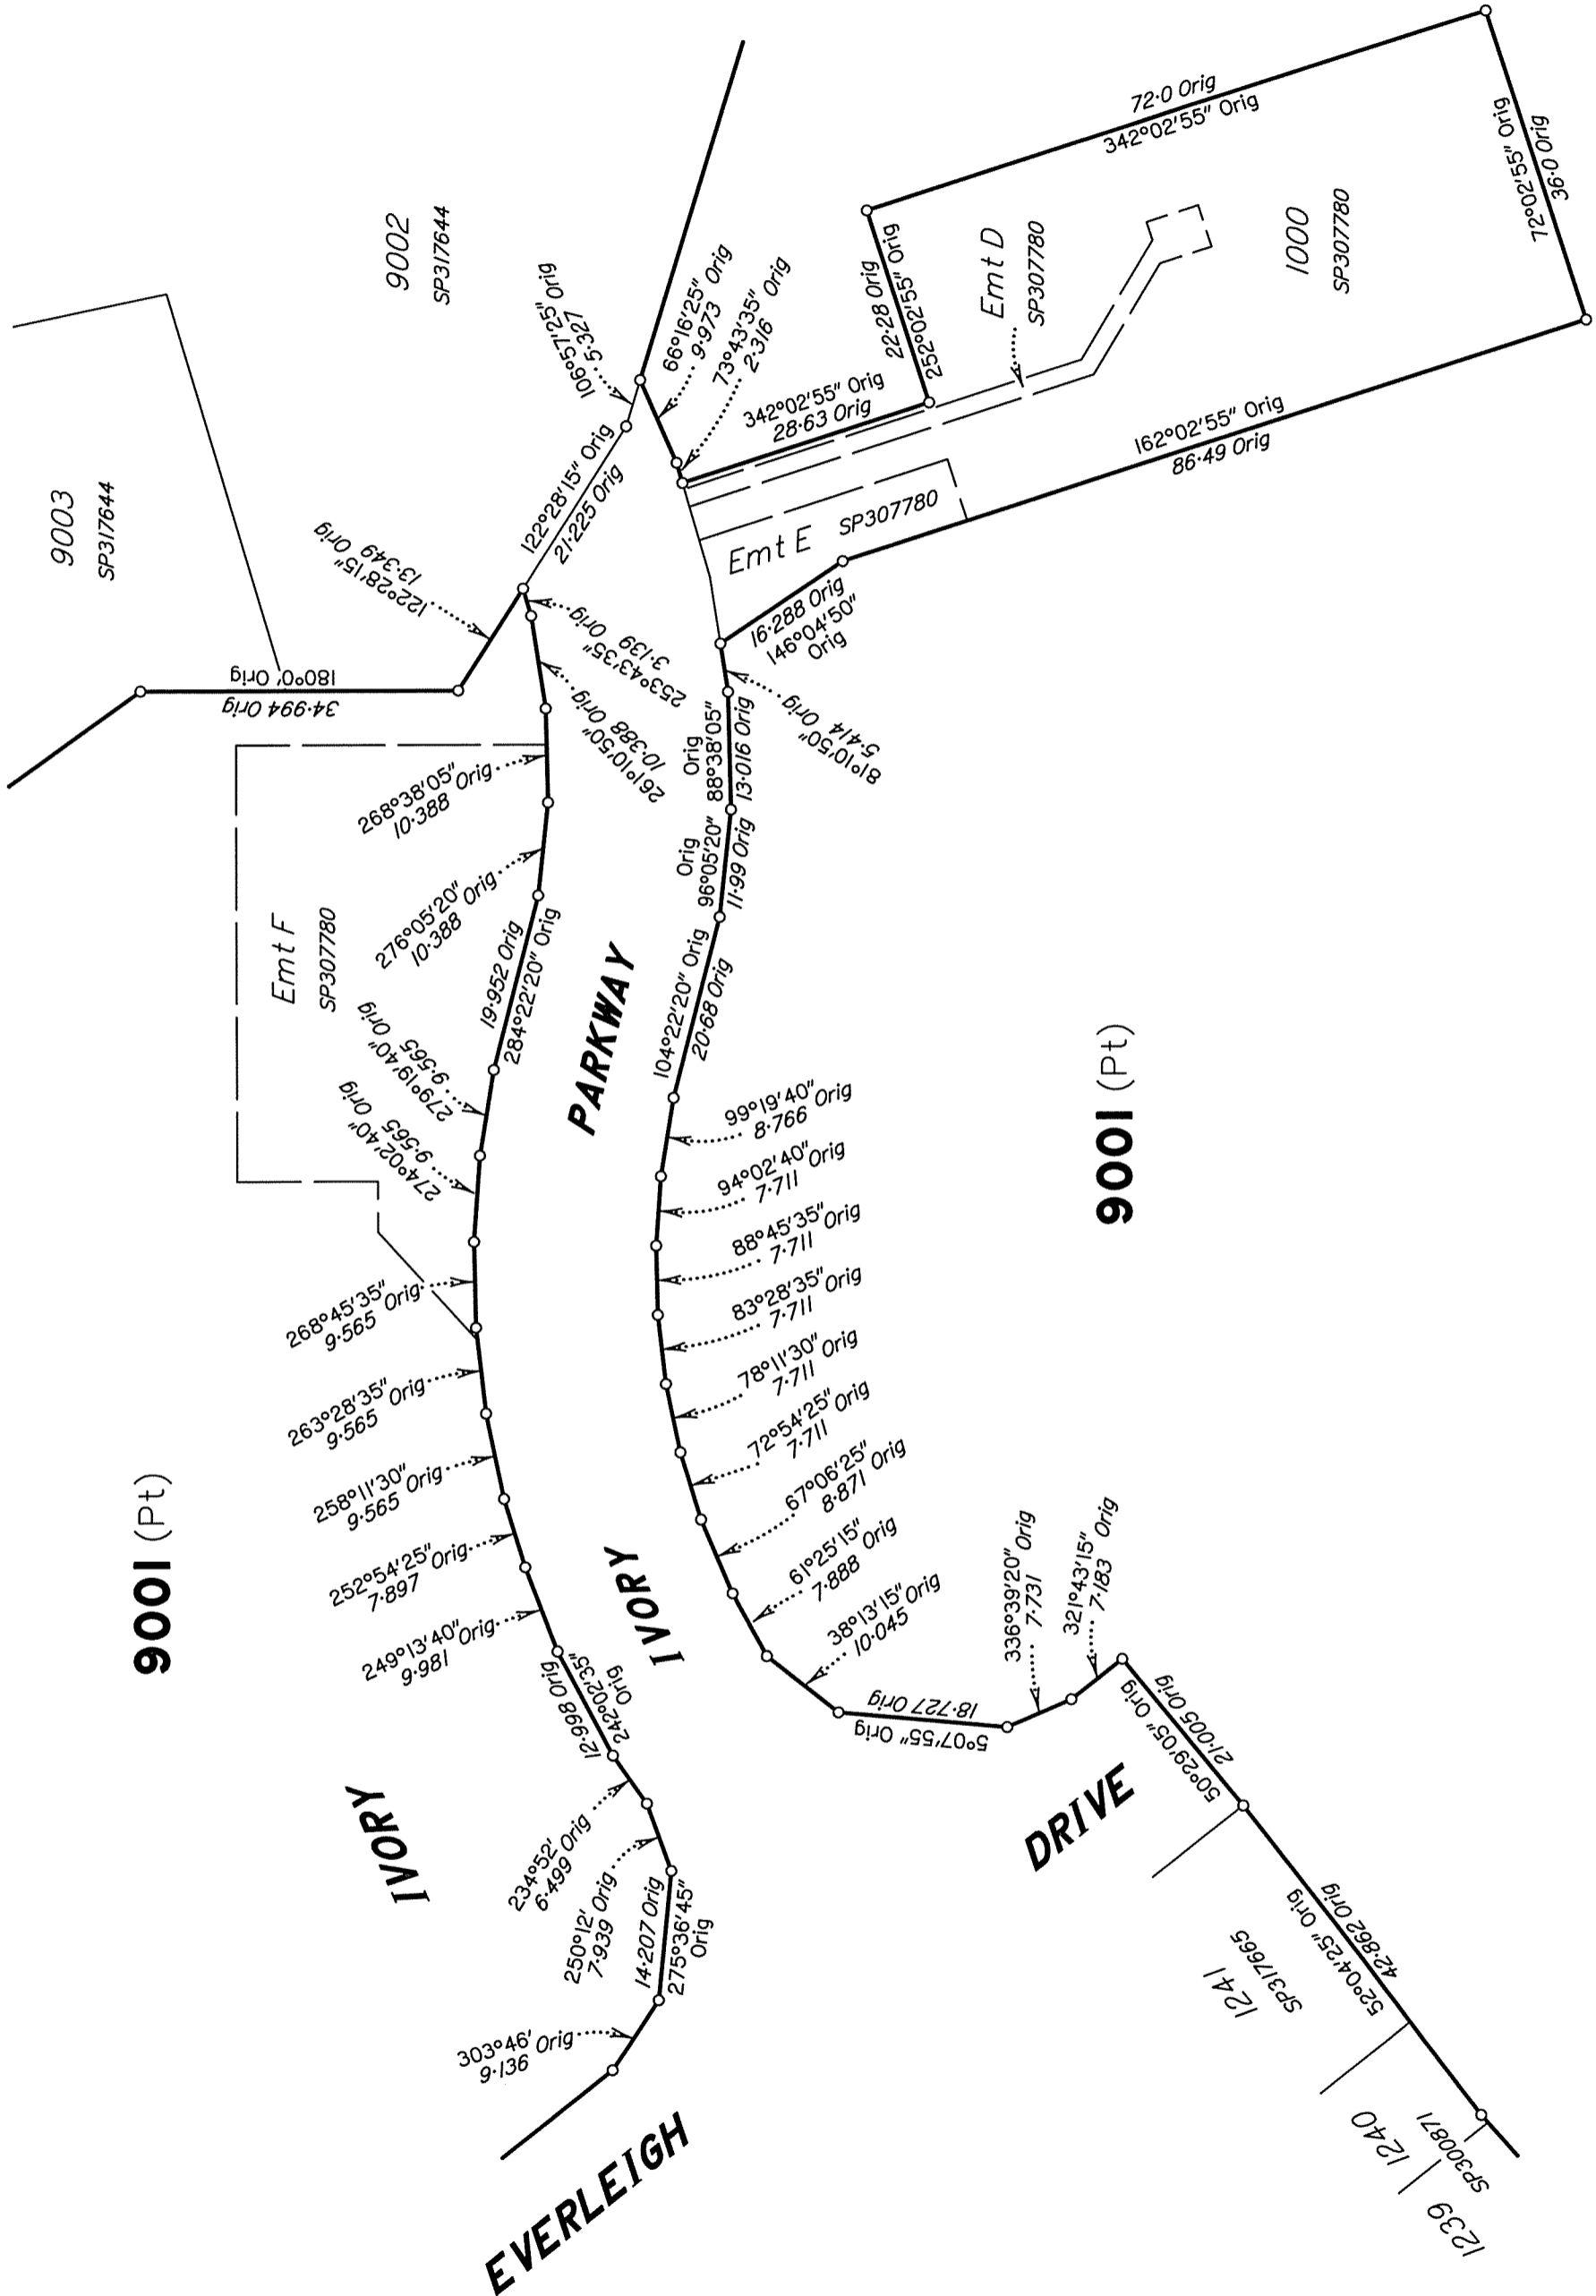 9003
SP317644
9002
SP317644
72·0 Orig
342°02'55" Orig
72°02'55" Orig
36·0 Orig
1000
SP307780
Emt D
SP307780
22·28 Orig
252°02'55" Orig
106°57'25" Orig
5·327
66°16'25" Orig
9·973
73°43'35" Orig
2·316
342°02'55" Orig
28·63 Orig
162°02'55" Orig
86·49 Orig
Emt E
SP307780
122°28'15" Orig
21·225 Orig
122°28'15" Orig
13·349
180°0' Orig
34·994 Orig
253°43'35" Orig
3·139
261°10'50" Orig
10·388
16·288 Orig
146°04'50"
Orig
81°10'50" Orig
5·414
Orig
88°38'05"
13·016 Orig
268°38'05"
10·388 Orig
276°05'20"
10·388 Orig
Orig
96°05'20"
11·99 Orig
Emt F
SP307780
19·952 Orig
284°22'20" Orig
104°22'20" Orig
20·68 Orig
PARKWAY
279°19'40" Orig
9·565
274°02'40" Orig
9·565
99°19'40"
8·766 Orig
94°02'40"
7·711 Orig
88°45'35"
7·711 Orig
83°28'35"
7·711 Orig
78°11'30"
7·711 Orig
72°54'25"
7·711 Orig
67°06'25"
8·871 Orig
61°25'15"
7·888 Orig
38°13'15"
10·045 Orig
9001 (Pt)
268°45'35"
9·565 Orig
263°28'35"
9·565 Orig
258°11'30"
9·565 Orig
252°54'25"
7·897 Orig
249°13'40"
9·981 Orig
9001 (Pt)
IVORY
12·998 Orig
242°02'35"
Orig
5°07'55" Orig
18·727 Orig
336°39'20"
7·731 Orig
321°43'15"
7·183 Orig
50°29'05" Orig
21·005 Orig
IVORY
234°52'
6·499 Orig
250°12'
7·939 Orig
14·207 Orig
275°36'45"
Orig
303°46'
9·136 Orig
DRIVE
52°04'25" Orig
42·862 Orig
1241
SP317665
1240
SP300871
1239
EVERLEIGH